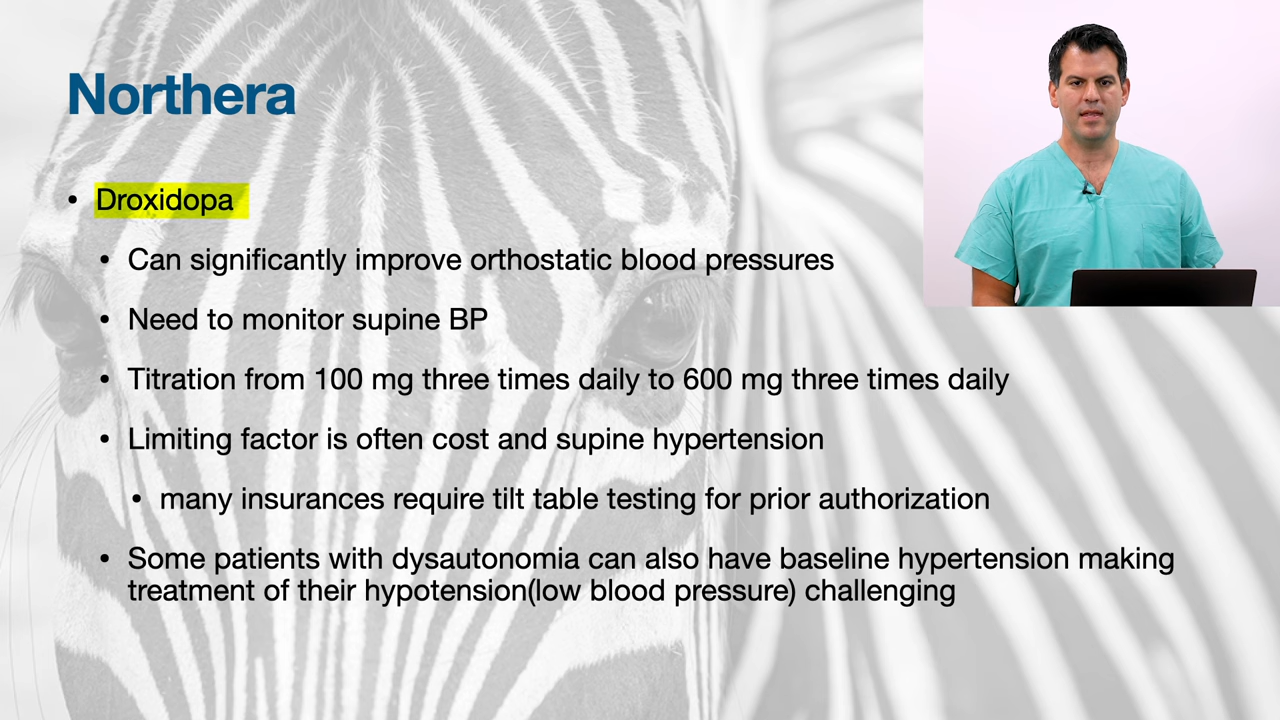 Northera
• Droxidopa
• Can significantly improve orthostatic blood pressures
• Need to monitor supine BP
• Titration from 100 mg three times daily to 600 mg three times daily
• Limiting factor is often cost and supine hypertension
• many insurances require tilt table testing for prior authorization
• Some patients with dysautonomia can also have baseline hypertension making
treatment of their hypotension(low blood pressure) challenging